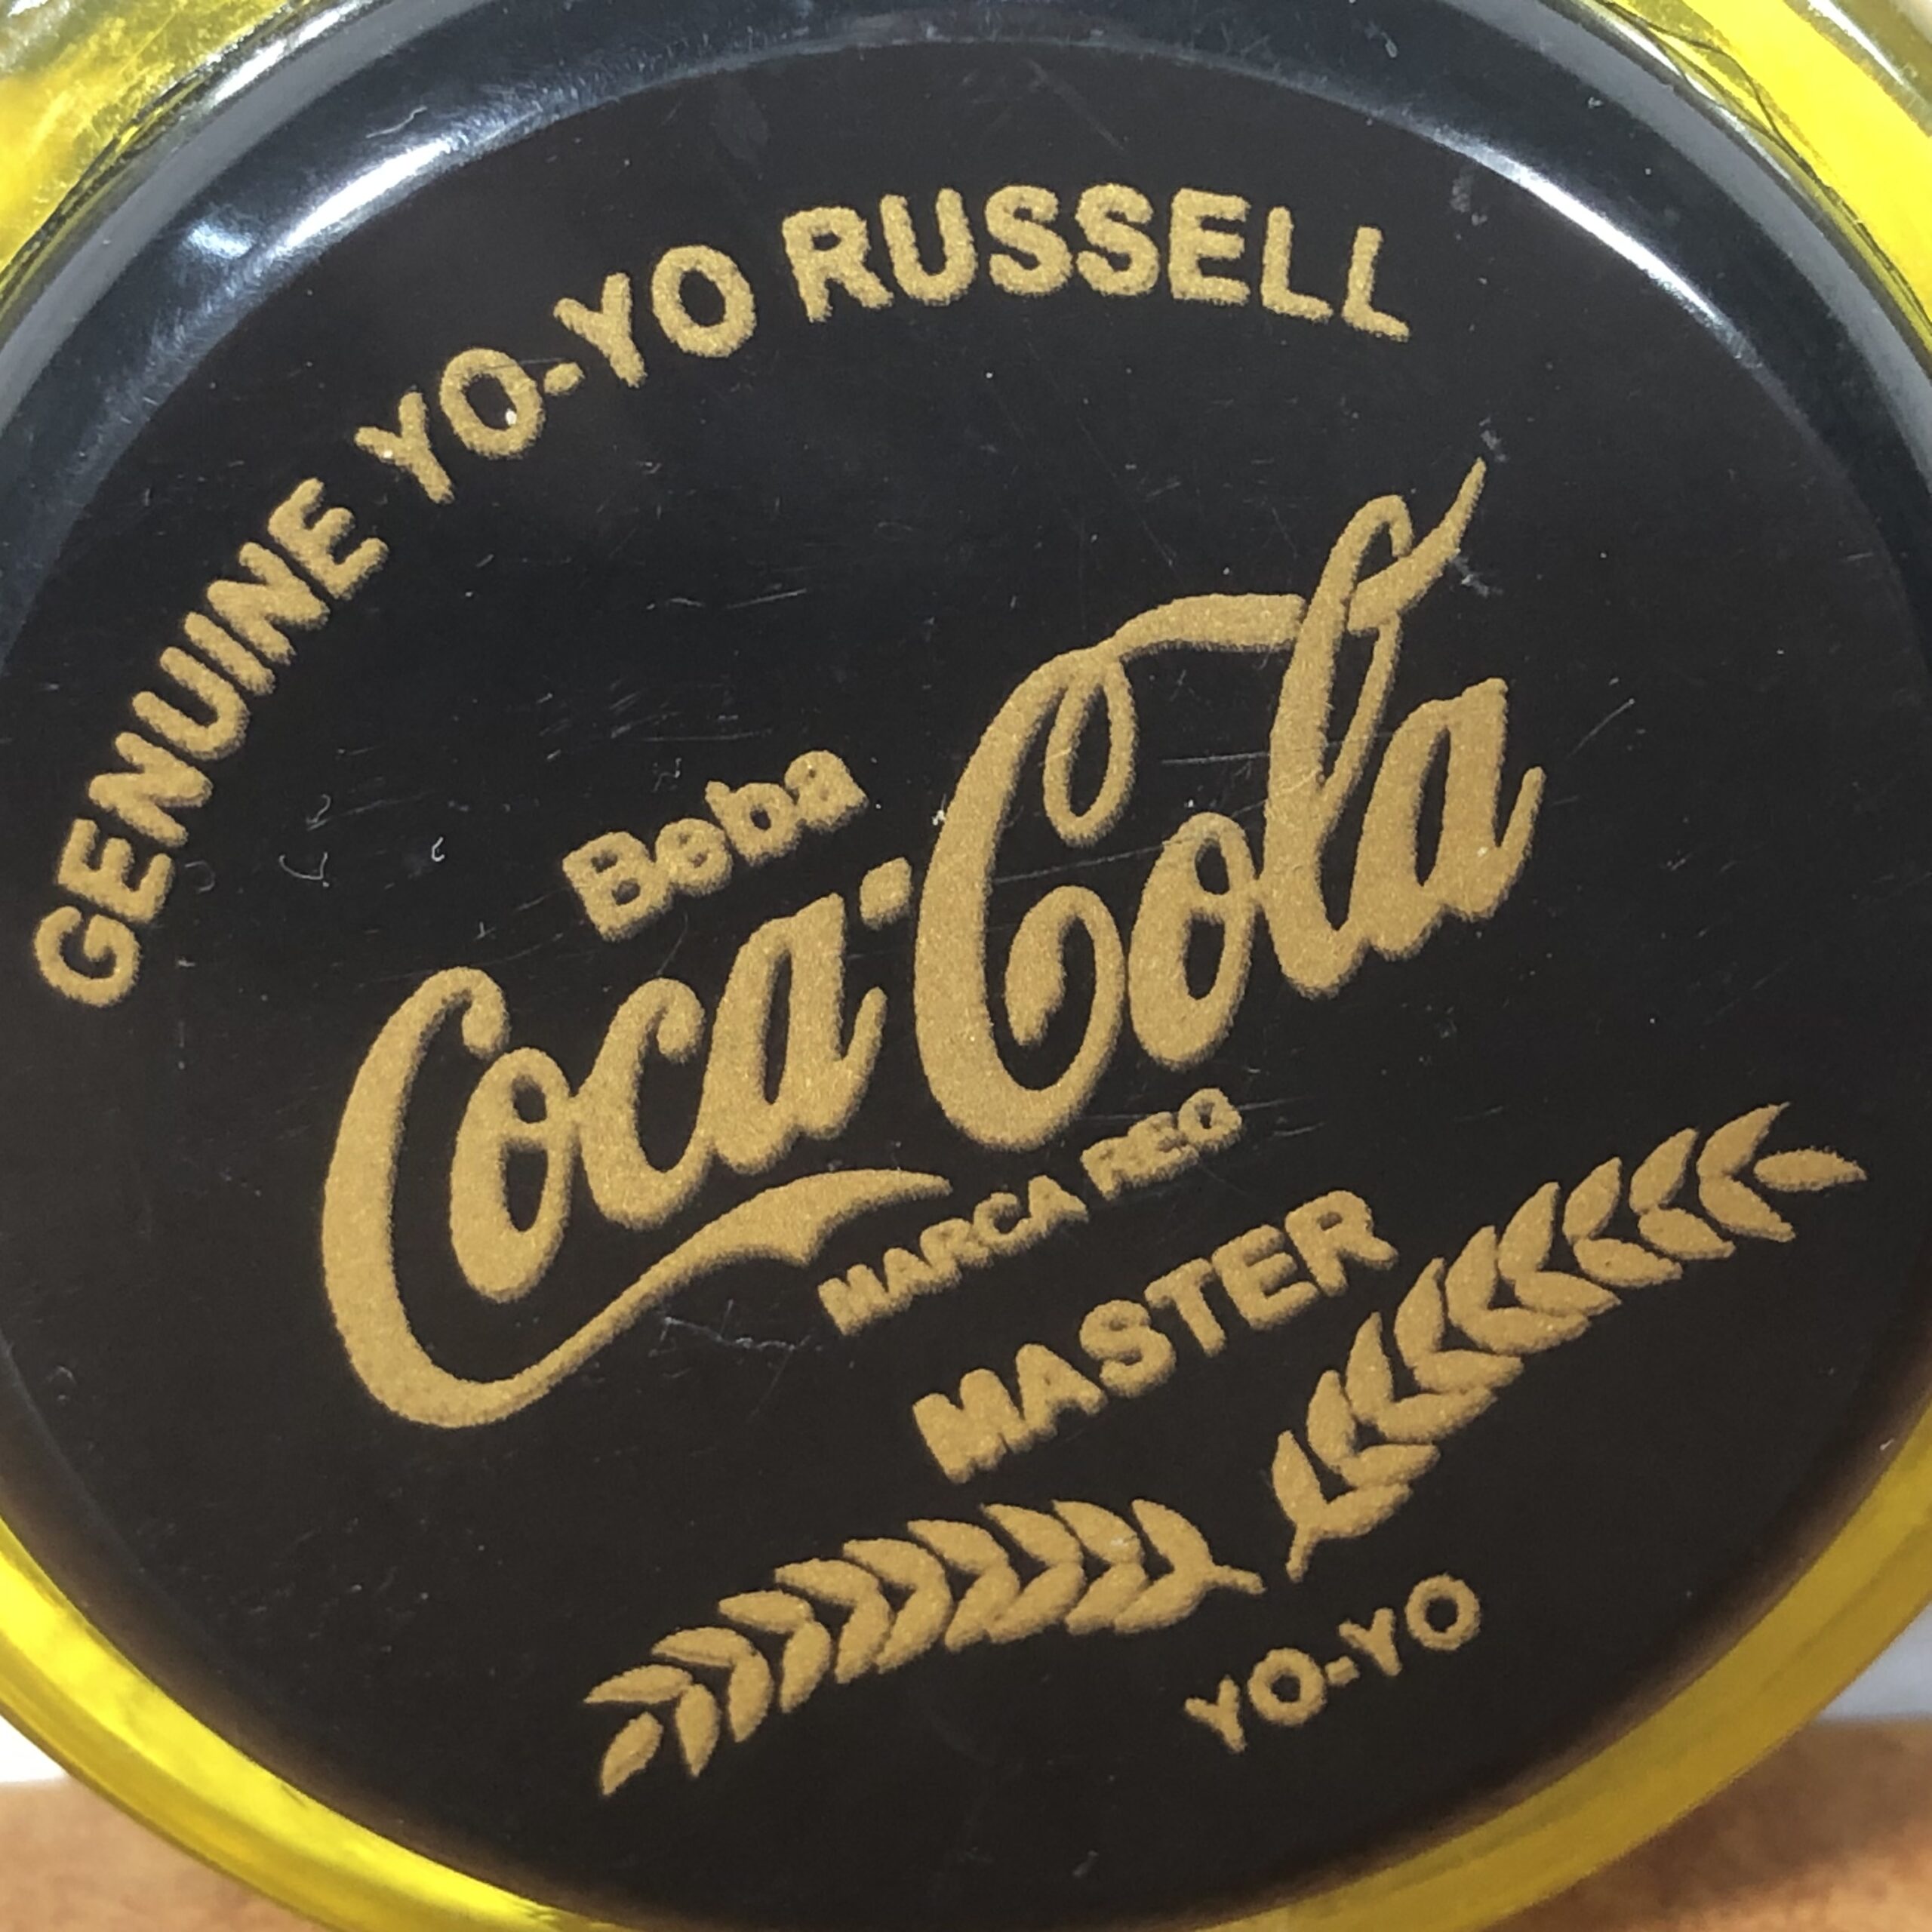 GENUINE YO-YO RUSSELL
Beba
Coca-Cola
MARCA REG
MASTER
YO-YO